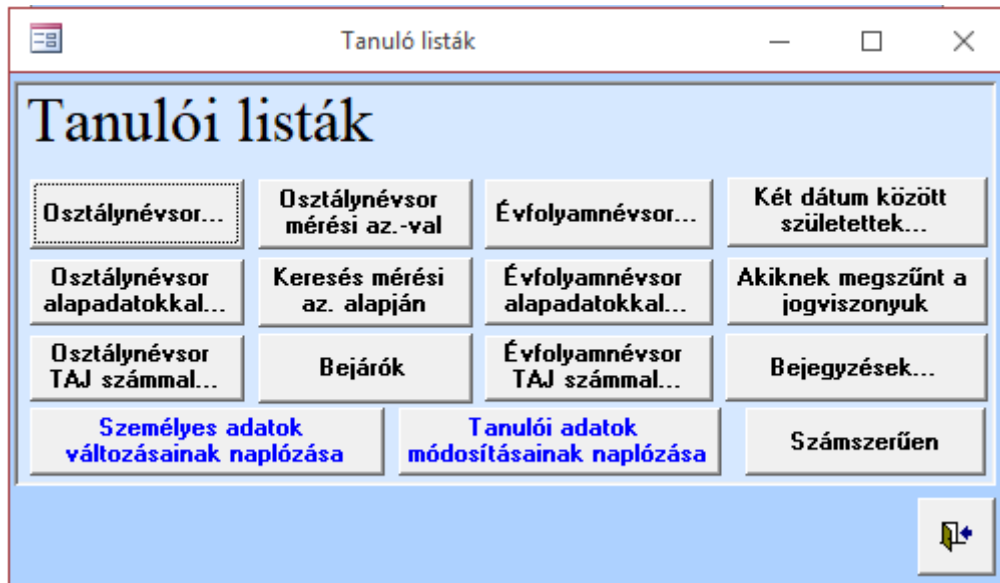 Tanuló listák
Tanulói listák
Osztálynévsor...
Osztálynévsor
mérési az.-val
Évfolyamnévsor...
Két dátum között
születettek...
Osztálynévsor
alapadatokkal...
Keresés mérési
az. alapján
Évfolyamnévsor
alapadatokkal...
Akiknek megszűnt a
jogviszonyuk
Osztálynévsor
TAJ számmal...
Bejárók
Évfolyamnévsor
TAJ számmal...
Bejegyzések...
Személyes adatok
változásainak naplózása
Tanulói adatok
módosításainak naplózása
Számszerűen